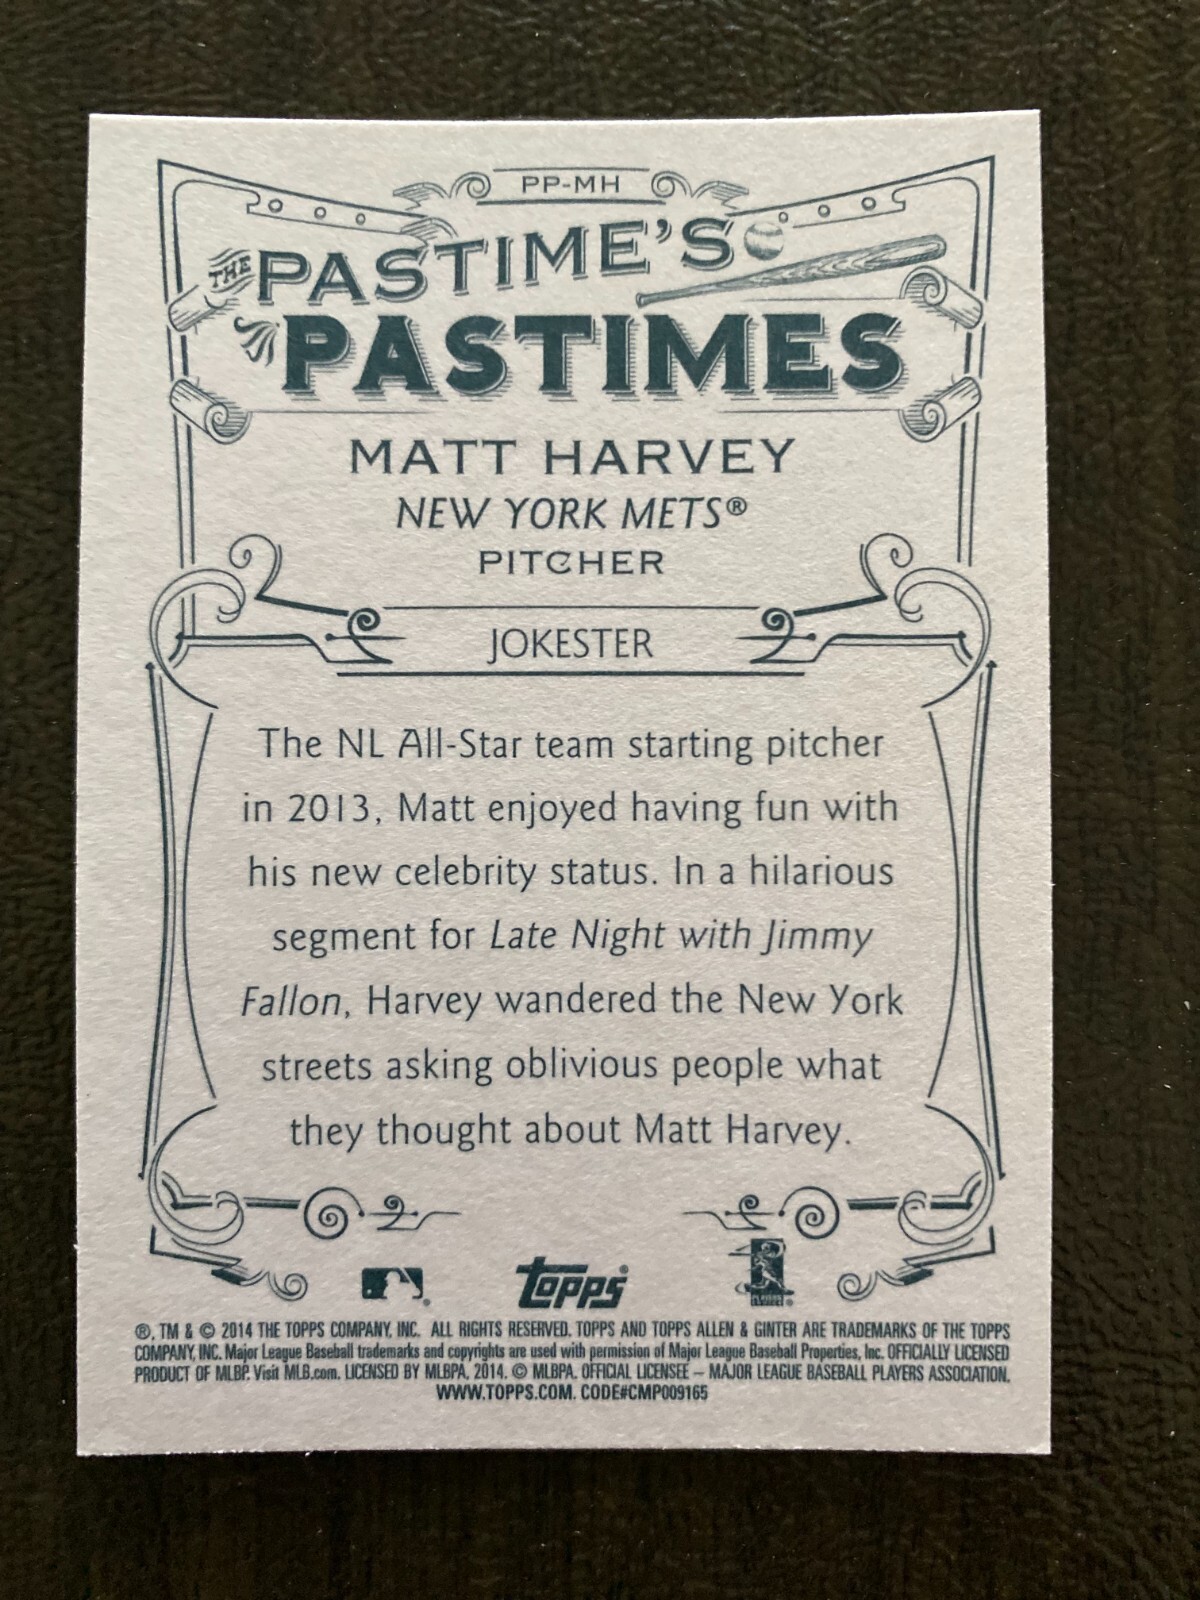 PP-MH
THE PASTIME'S
PASTIMES
MATT HARVEY
NEW YORK METS®
PITCHER
JOKESTER
The NL All-Star team starting pitcher
in 2013, Matt enjoyed having fun with
his new celebrity status. In a hilarious
segment for Late Night with Jimmy
Fallon, Harvey wandered the New York
streets asking oblivious people what
they thought about Matt Harvey.
Topps®
®, TM & © 2014 THE TOPPS COMPANY, INC. ALL RIGHTS RESERVED. TOPPS AND TOPPS ALLEN & GINTER ARE TRADEMARKS OF THE TOPPS
COMPANY, INC. Major League Baseball trademarks and copyrights are used with permission of Major League Baseball Properties, Inc. OFFICIALLY LICENSED
PRODUCT OF MLBP. Visit MLB.com. LICENSED BY MLBPA, 2014. © MLBPA. OFFICIAL LICENSEE – MAJOR LEAGUE BASEBALL PLAYERS ASSOCIATION.
WWW.TOPPS.COM. CODE#CMP009165